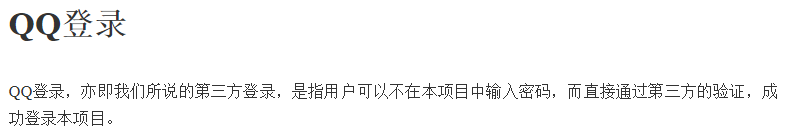 QQ登录
QQ登录，亦即我们所说的第三方登录，是指用户可以不在本项目中输入密码，而直接通过第三方的验证，成
功登录本项目。